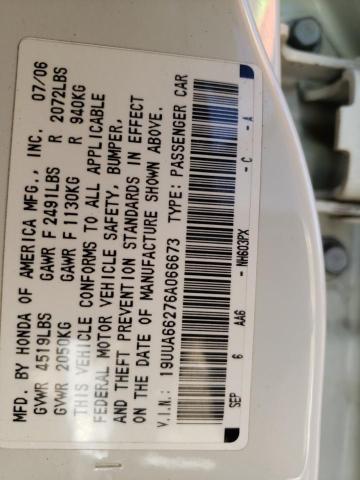 MFD. BY HONDA OF AMERICA MFG., INC. 07/06
GVWR 4519LBS GAWR F 2491LBS R 2072LBS
GVWR 2050KG GAWR F 1130KG R 940KG
THIS VEHICLE CONFORMS TO ALL APPLICABLE
FEDERAL MOTOR VEHICLE SAFETY, BUMPER,
AND THEFT PREVENTION STANDARDS IN EFFECT
ON THE DATE OF MANUFACTURE SHOWN ABOVE.
V.I.N.: 19UUA66276A066673 TYPE: PASSENGER CAR
SEP 6 AA6 - NH603PX - C - A